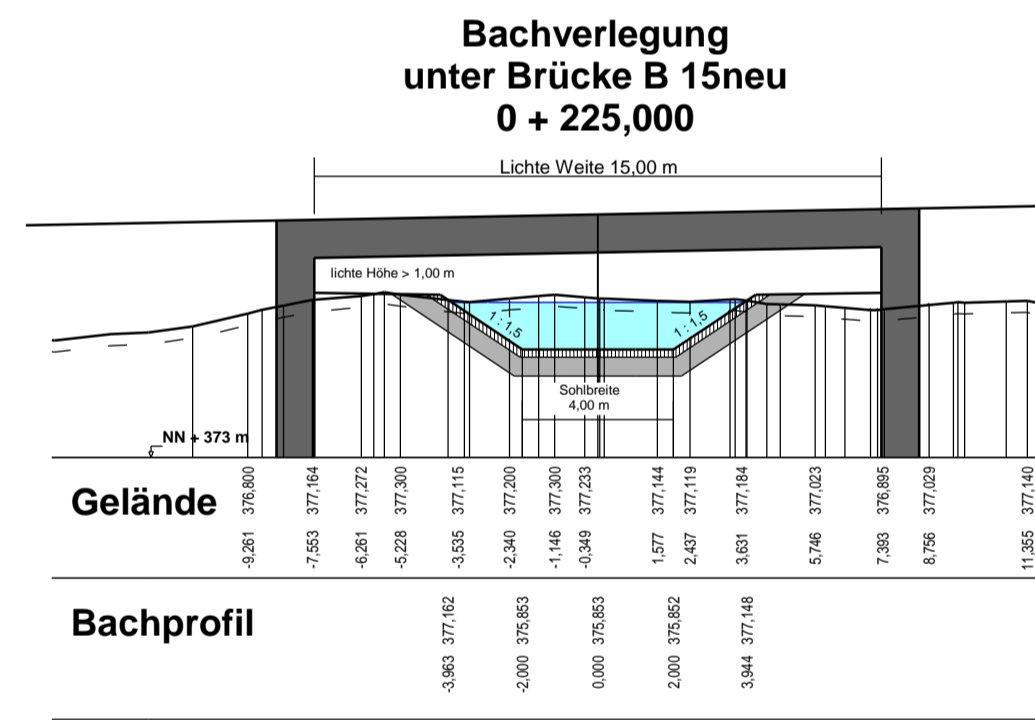 Bachverlegung
unter Brücke B 15neu
0 + 225,000
Lichte Weite 15,00 m
lichte Höhe > 1,00 m
1 : 1,5
1 : 1,5
Sohlbreite
4,00 m
NN + 373 m
Gelände
-9,261 376,800
-7,553 377,164
-6,261 377,272
-5,228 377,300
-3,535 377,115
-2,340 377,200
-1,146 377,300
-0,349 377,233
1,577 377,144
2,437 377,119
3,631 377,184
5,746 377,023
7,393 376,895
8,756 377,029
11,355 377,140
Bachprofil
-3,963 377,162
-2,000 375,853
0,000 375,853
2,000 375,852
3,944 377,148